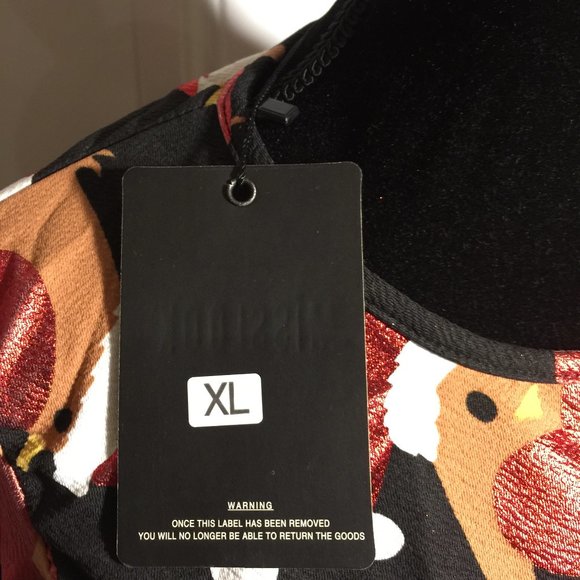 XL
WARNING
ONCE THIS LABEL HAS BEEN REMOVED
YOU WILL NO LONGER BE ABLE TO RETURN THE GOODS